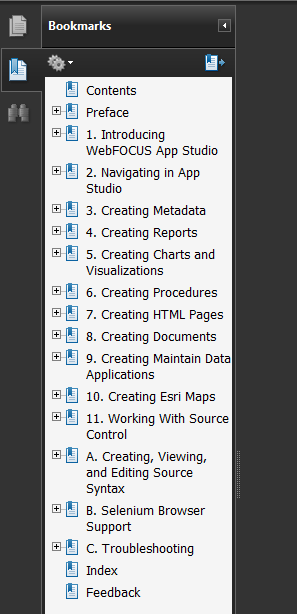 Bookmarks
Contents
Preface
1. Introducing
WebFOCUS App Studio
2. Navigating in App
Studio
3. Creating Metadata
4. Creating Reports
5. Creating Charts and
Visualizations
6. Creating Procedures
7. Creating HTML Pages
8. Creating Documents
9. Creating Maintain Data
Applications
10. Creating Esri Maps
11. Working With Source
Control
A. Creating, Viewing,
and Editing Source
Syntax
B. Selenium Browser
Support
C. Troubleshooting
Index
Feedback